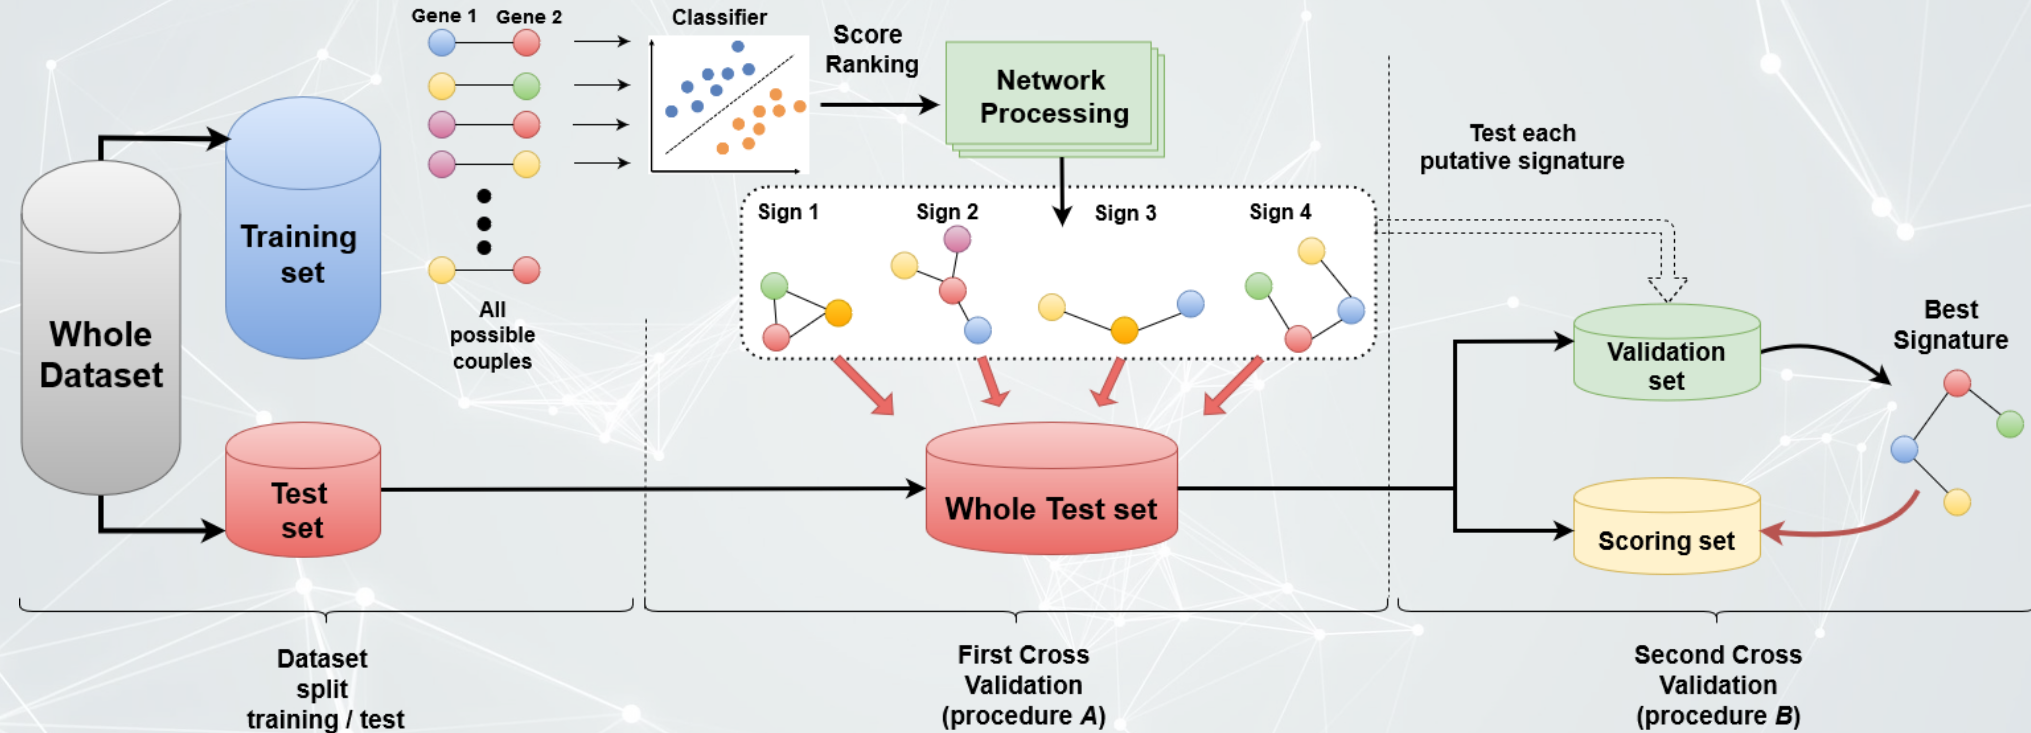 Gene 1
Gene 2
Classifier
Score
Ranking
Network
Processing
Test each
putative signature
Training
set
Whole
Dataset
All
possible
couples
Sign 1
Sign 2
Sign 3
Sign 4
Validation
set
Best
Signature
Test
set
Whole Test set
Scoring set
Dataset
split
training / test
First Cross
Validation
(procedure A)
Second Cross
Validation
(procedure B)